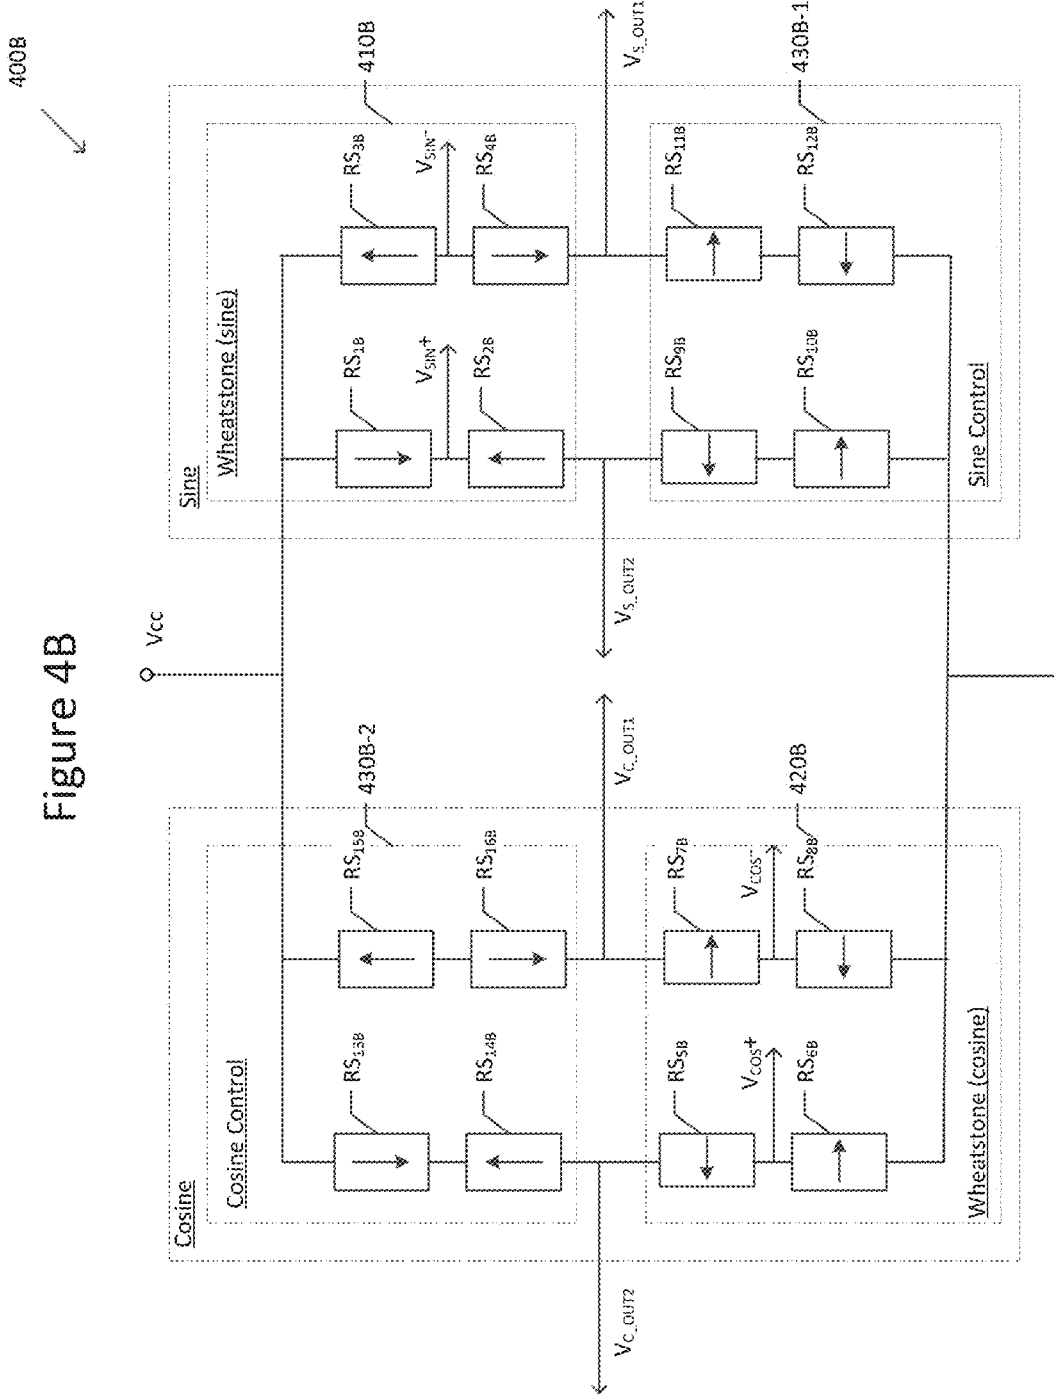 400B
Figure 4B
Vcc
Cosine
Cosine Control
430B-2
RS13B
RS15B
RS14B
RS16B
VC_OUT2
VC_OUT1
RS5B
RS7B
VCOS+
VCOS-
RS6B
RS8B
420B
Wheatstone (cosine)
Sine
Wheatstone (sine)
410B
RS1B
RS3B
VSIN+
VSIN-
RS2B
RS4B
VS_OUT2
VS_OUT1
RS9B
RS11B
430B-1
RS10B
RS12B
Sine Control